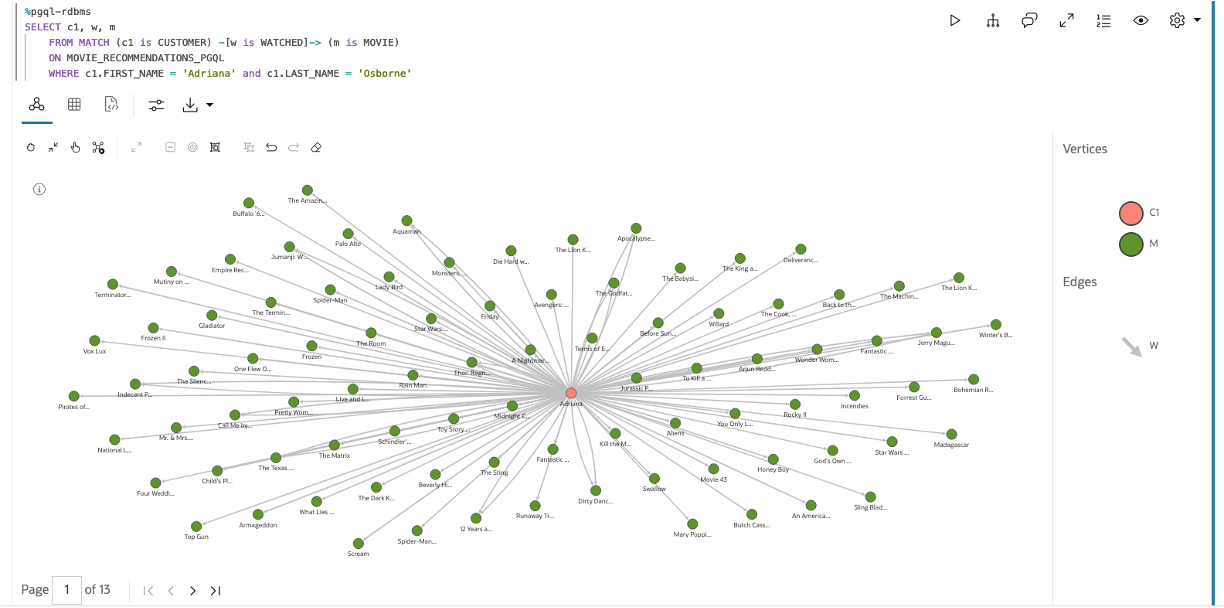 %pgql-rdbms
SELECT c1, w, m
FROM MATCH (c1 is CUSTOMER) -[w is WATCHED]-> (m is MOVIE)
ON MOVIE_RECOMMENDATIONS_PGQL
WHERE c1.FIRST_NAME = 'Adriana' and c1.LAST_NAME = 'Osborne'
Vertices
C1
M
Edges
W
The Amazin...
Buffalo '6...
Aquaman
Palo Alto
Apocalypse...
The Lion K...
Jumanji: W...
Die Hard w...
Deliveranc...
Empire Rec...
Monsters, ...
The King a...
Mutiny on ...
Lady Bird
The Babysi...
Terminator...
Spider-Man
Avengers: ...
The Godfat...
Back to th...
The Machin...
The Lion K...
The Termin...
Friday
The Cook, ...
Gladiator
Star Wars:...
Willard
Frozen II
The Room
Before Sun...
Winter's B...
Vox Lux
Frozen
A Nightmar...
Terms of E...
Fantastic ...
Jerry Magu...
One Flew O...
Thor: Ragn...
Arjun Redd...
Wonder Wom...
The Silenc...
Rain Man
Jurassic P...
To Kill a ...
Bohemian R...
Indecent P...
Live and L...
Adriana
Incendies
Forrest Gu...
Pirates of...
Pretty Wom...
Midnight C...
Rocky II
Call Me by...
Toy Story ...
You Only L...
Mr. & Mrs....
Schindler'...
Aliens
Madagascar
National L...
The Matrix
Kill the M...
Star Wars ...
The Texas ...
Fantastic ...
God's Own ...
Child's Pl...
The Sting
Honey Boy
Four Weddi...
Beverly Hi...
Swallow
Movie 43
The Dark K...
Dirty Danc...
Sling Blad...
What Lies ...
Runaway Tr...
An America...
Armageddon
12 Years a...
Butch Cass...
Top Gun
Spider-Man...
Mary Poppi...
Scream
Page 1 of 13